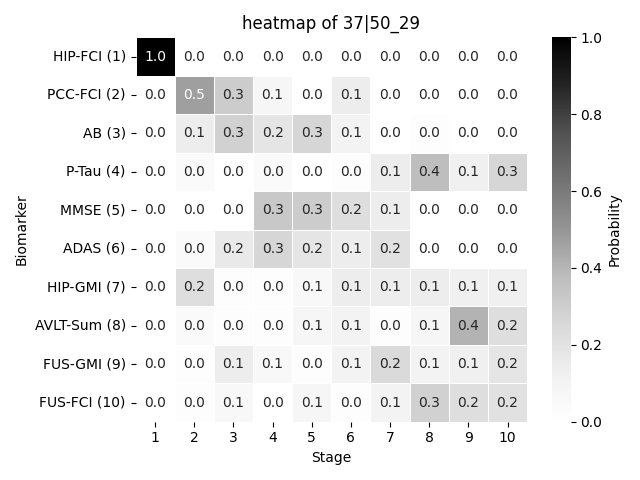 heatmap of 37|50_29
HIP-FCI (1) 1.0 0.0 0.0 0.0 0.0 0.0 0.0 0.0 0.0 0.0
PCC-FCI (2) 0.0 0.5 0.3 0.1 0.0 0.1 0.0 0.0 0.0 0.0
AB (3) 0.0 0.1 0.3 0.2 0.3 0.1 0.0 0.0 0.0 0.0
P-Tau (4) 0.0 0.0 0.0 0.0 0.0 0.0 0.1 0.4 0.1 0.3
MMSE (5) 0.0 0.0 0.0 0.3 0.3 0.2 0.1 0.0 0.0 0.0
ADAS (6) 0.0 0.0 0.2 0.3 0.2 0.1 0.2 0.0 0.0 0.0
HIP-GMI (7) 0.0 0.2 0.0 0.0 0.1 0.1 0.1 0.1 0.1 0.1
AVLT-Sum (8) 0.0 0.0 0.0 0.0 0.1 0.1 0.0 0.1 0.4 0.2
FUS-GMI (9) 0.0 0.0 0.1 0.1 0.0 0.1 0.2 0.1 0.1 0.2
FUS-FCI (10) 0.0 0.0 0.1 0.0 0.1 0.0 0.1 0.3 0.2 0.2
1 2 3 4 5 6 7 8 9 10
Stage
Biomarker
1.0
0.8
0.6
0.4
0.2
0.0
Probability